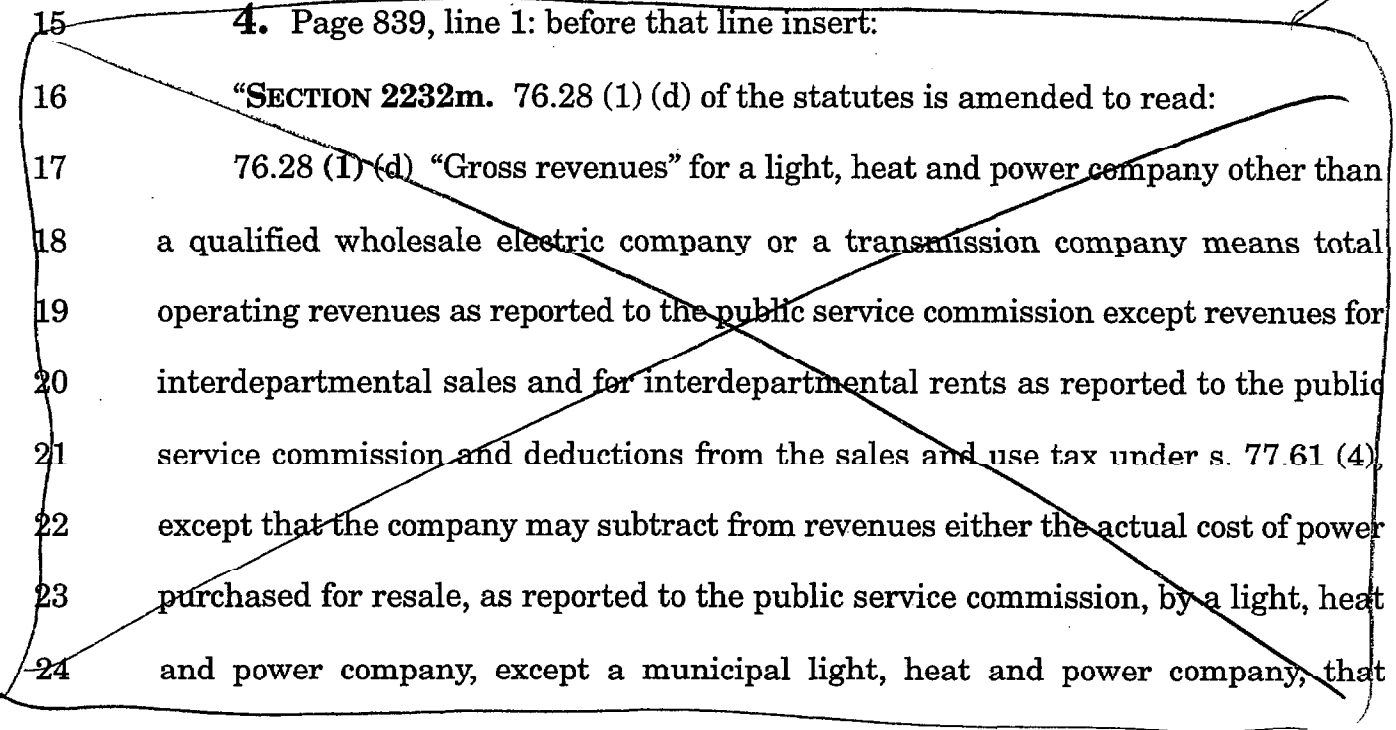 15 4. Page 839, line 1: before that line insert:
16 “SECTION 2232m. 76.28 (1) (d) of the statutes is amended to read:
17 76.28 (1) (d) “Gross revenues” for a light, heat and power company other than
18 a qualified wholesale electric company or a transmission company means total
19 operating revenues as reported to the public service commission except revenues for
20 interdepartmental sales and for interdepartmental rents as reported to the public
21 service commission and deductions from the sales and use tax under s. 77.61 (4),
22 except that the company may subtract from revenues either the actual cost of power
23 purchased for resale, as reported to the public service commission, by a light, heat
24 and power company, except a municipal light, heat and power company, that